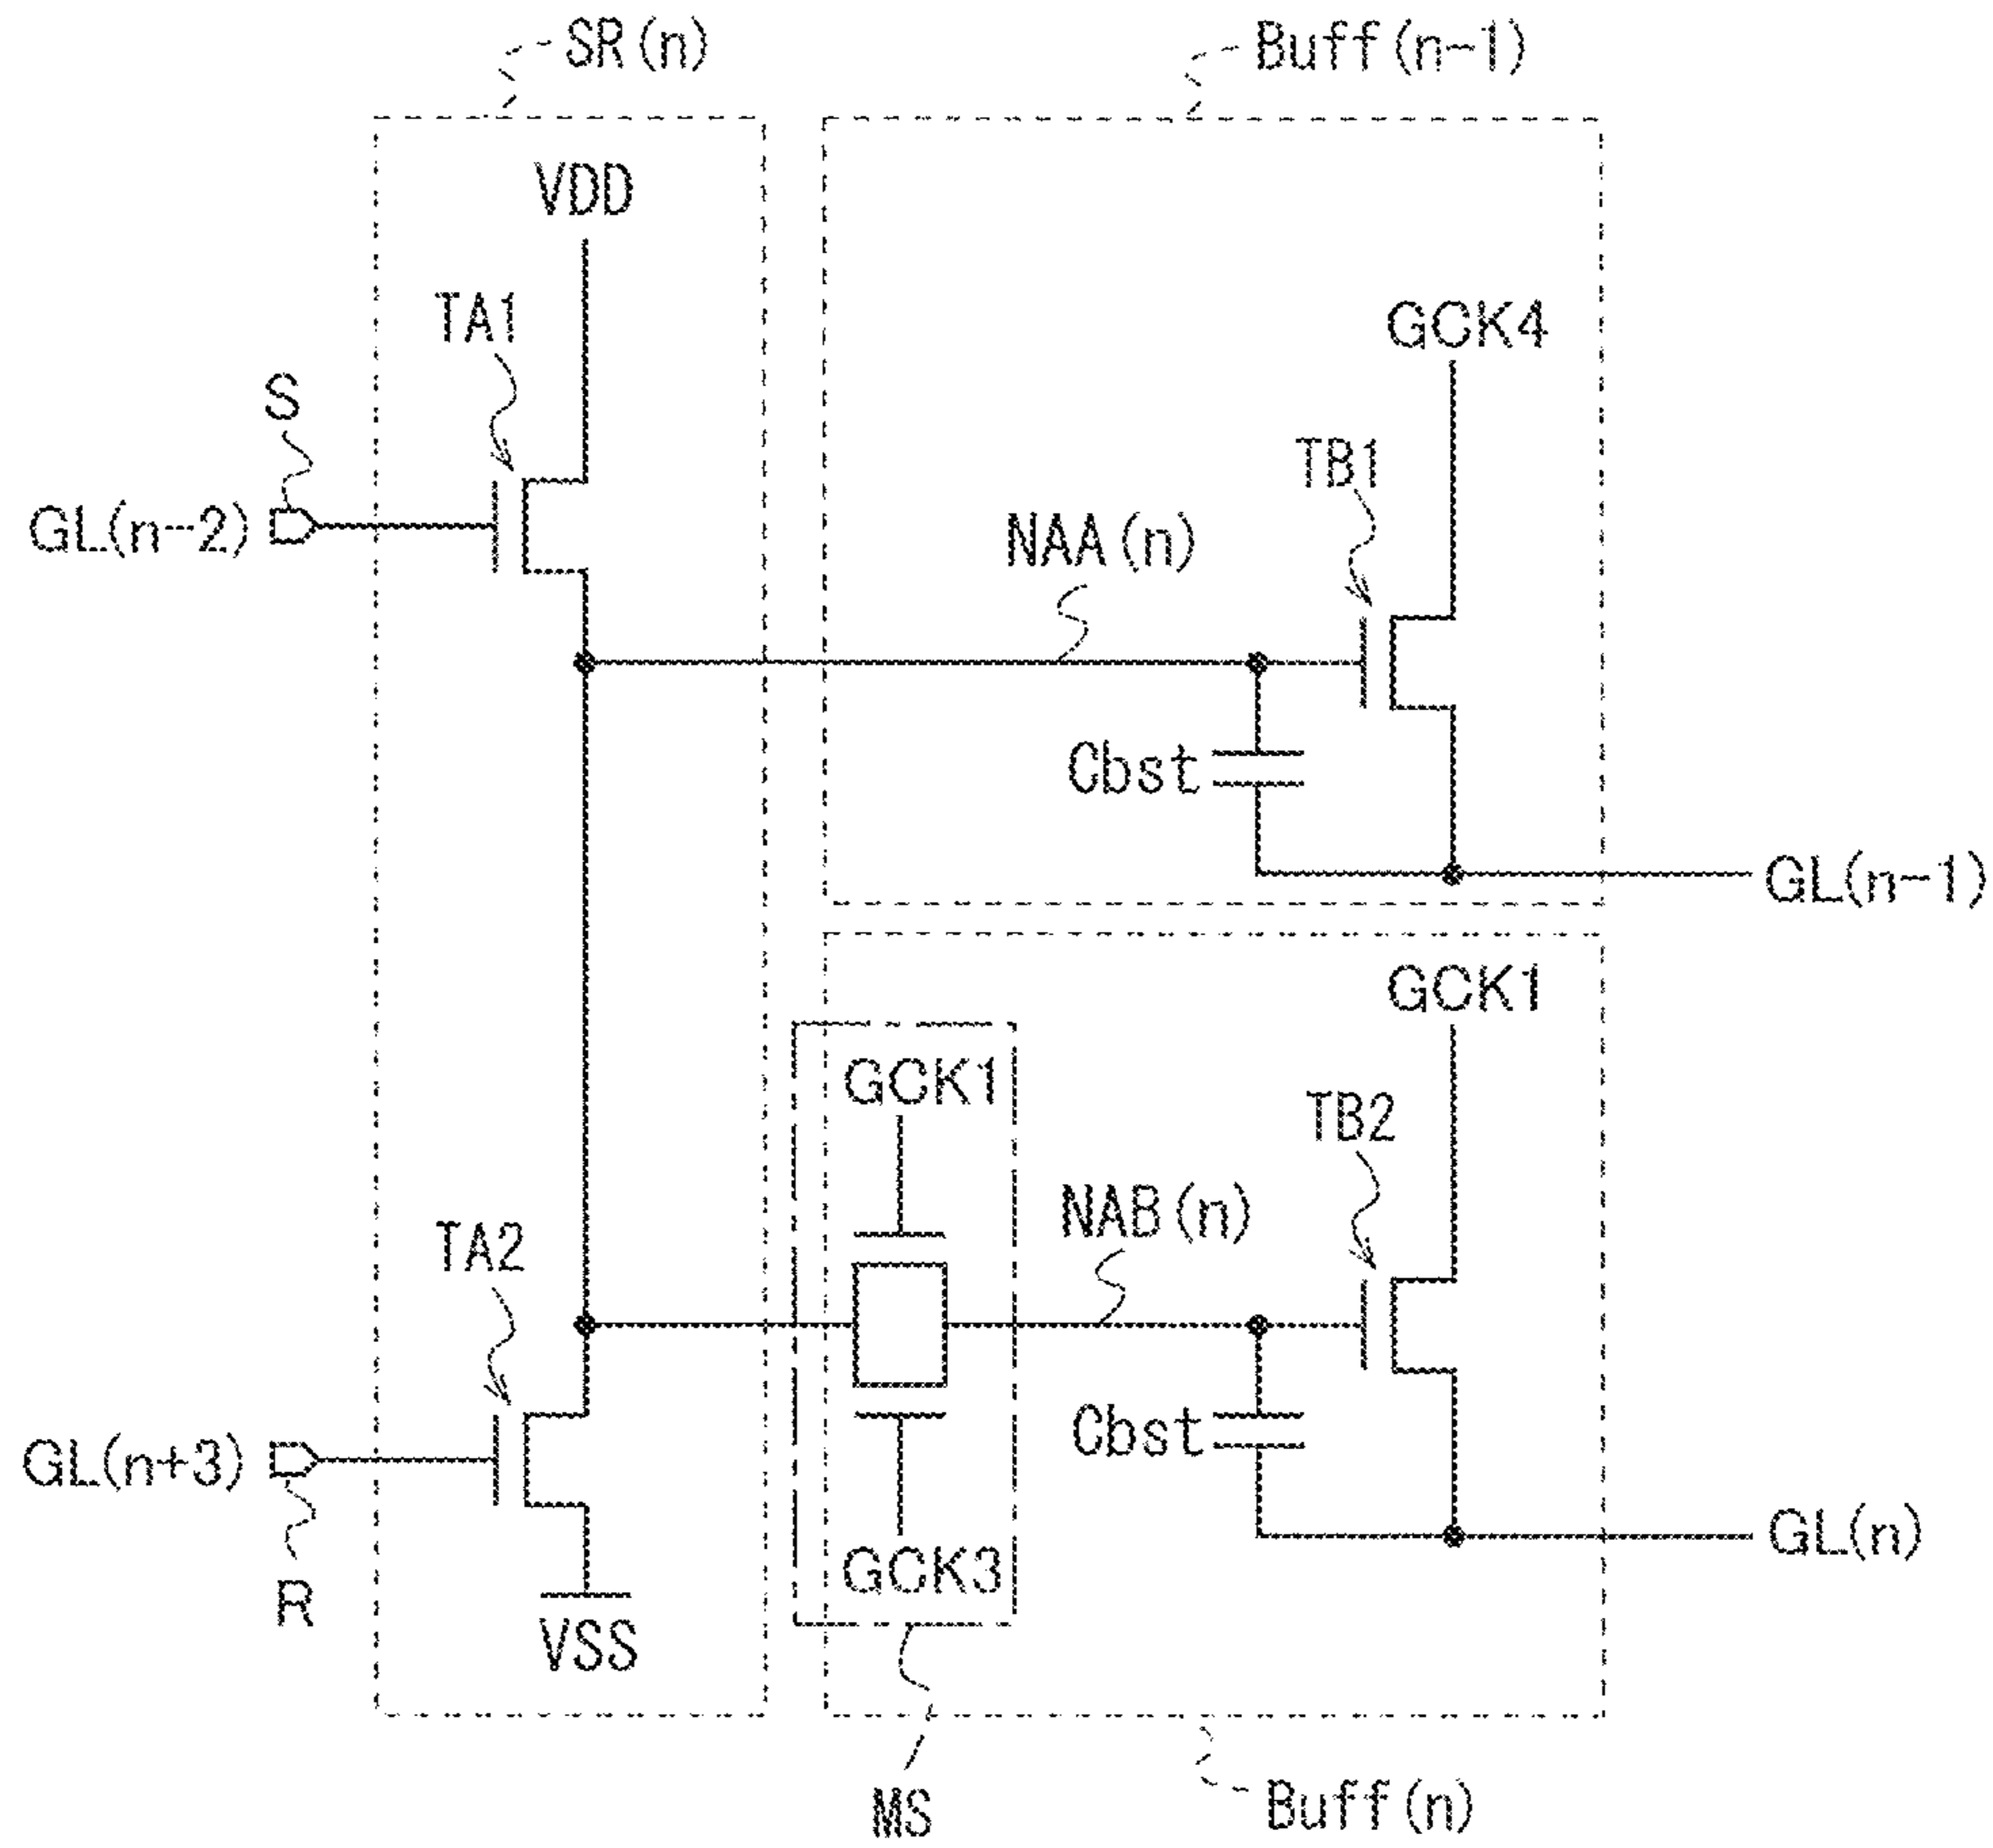 SR(n)
Buff(n-1)
VDD
TA1
GCK4
S
TB1
GL(n-2)
NAA(n)
Cbst
GL(n-1)
GCK1
GCK1
TB2
NAB(n)
TA2
Cbst
GL(n+3)
GL(n)
GCK3
R
VSS
MS
Buff(n)